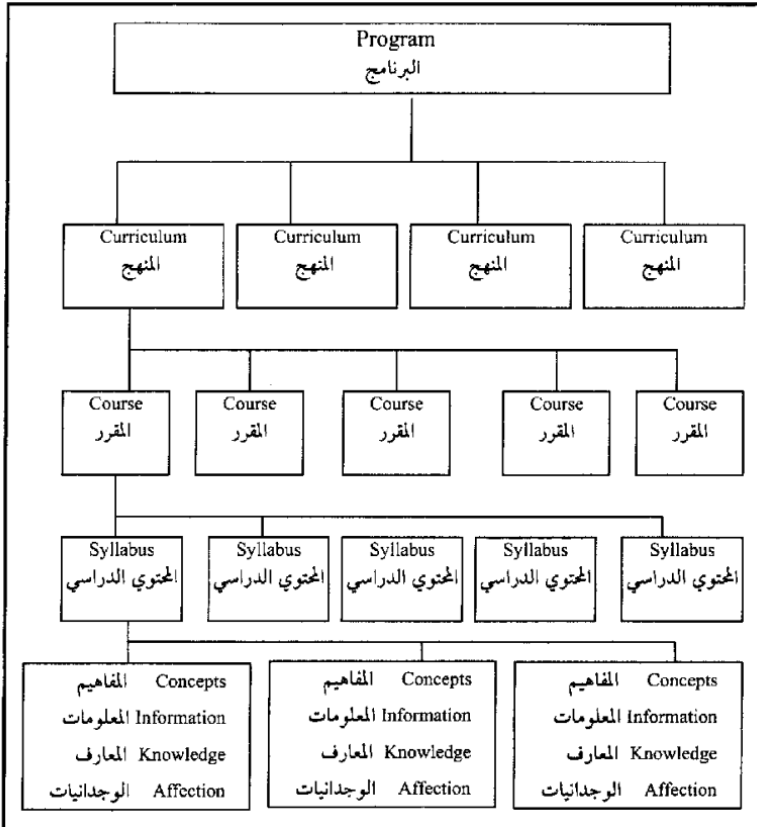 Program
البرنامج
Curriculum
المنهج
Curriculum
المنهج
Curriculum
المنهج
Curriculum
المنهج
Course
المقرر
Course
المقرر
Course
المقرر
Course
المقرر
Course
المقرر
Syllabus
المحتوي الدراسي
Syllabus
المحتوي الدراسي
Syllabus
المحتوي الدراسي
Syllabus
المحتوي الدراسي
Syllabus
المحتوي الدراسي
المفاهيم Concepts
المعلومات Information
المعارف Knowledge
الوجدانيات Affection
المفاهيم Concepts
المعلومات Information
المعارف Knowledge
الوجدانيات Affection
المفاهيم Concepts
المعلومات Information
المعارف Knowledge
الوجدانيات Affection